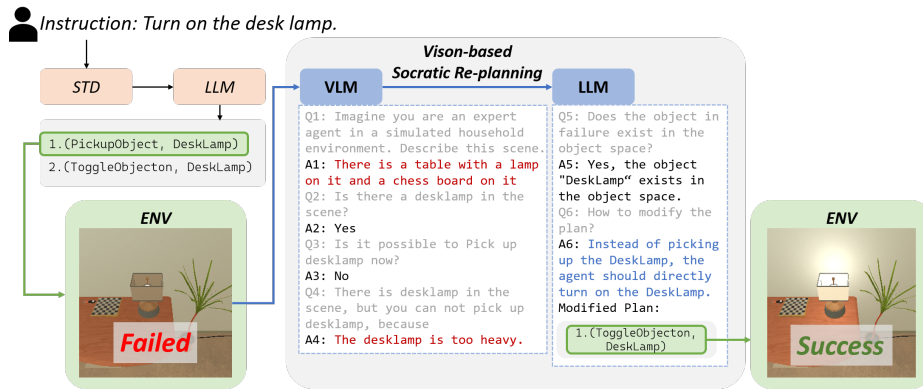 Instruction: Turn on the desk lamp.
STD
LLM
1.(PickupObject, DeskLamp)
2.(ToggleObjecton, DeskLamp)
ENV
Failed
Vison-based
Socratic Re-planning
VLM
Q1: Imagine you are an expert
agent in a simulated household
environment. Describe this scene.
A1: There is a table with a lamp
on it and a chess board on it
Q2: Is there a desklamp in the
scene?
A2: Yes
Q3: Is it possible to Pick up
desklamp now?
A3: No
Q4: There is desklamp in the
scene, but you can not pick up
desklamp, because
A4: The desklamp is too heavy.
LLM
Q5: Does the object in
failure exist in the
object space?
A5: Yes, the object
"DeskLamp“ exists in
the object space.
Q6: How to modify the
plan?
A6: Instead of picking
up the DeskLamp, the
agent should directly
turn on the DeskLamp.
Modified Plan:
1.(ToggleObjecton,
DeskLamp)
ENV
Success